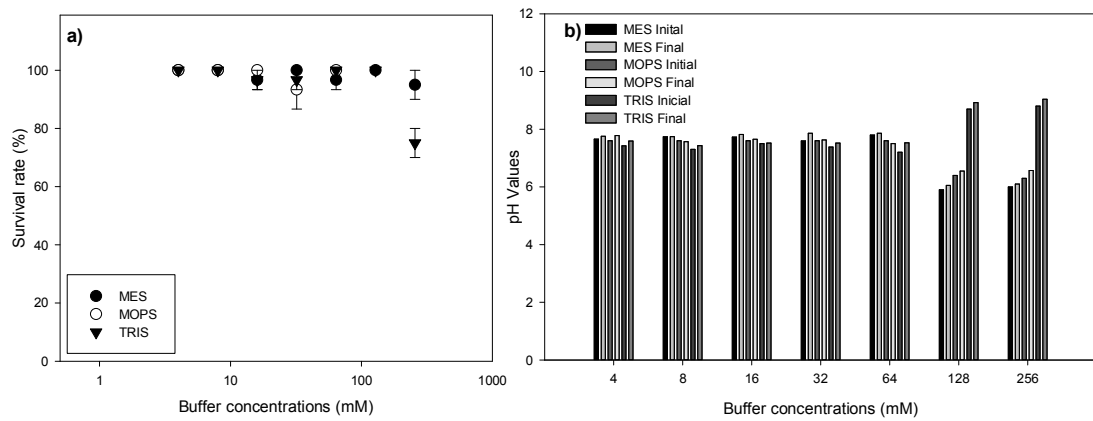 a)
Survival rate (%)
100
80
60
40
20
0
MES
MOPS
TRIS
1
10
100
1000
Buffer concentrations (mM)
b)
MES Inital
MES Final
MOPS Initial
MOPS Final
TRIS Inicial
TRIS Final
pH Values
12
10
8
6
4
2
0
4
8
16
32
64
128
256
Buffer concentrations (mM)